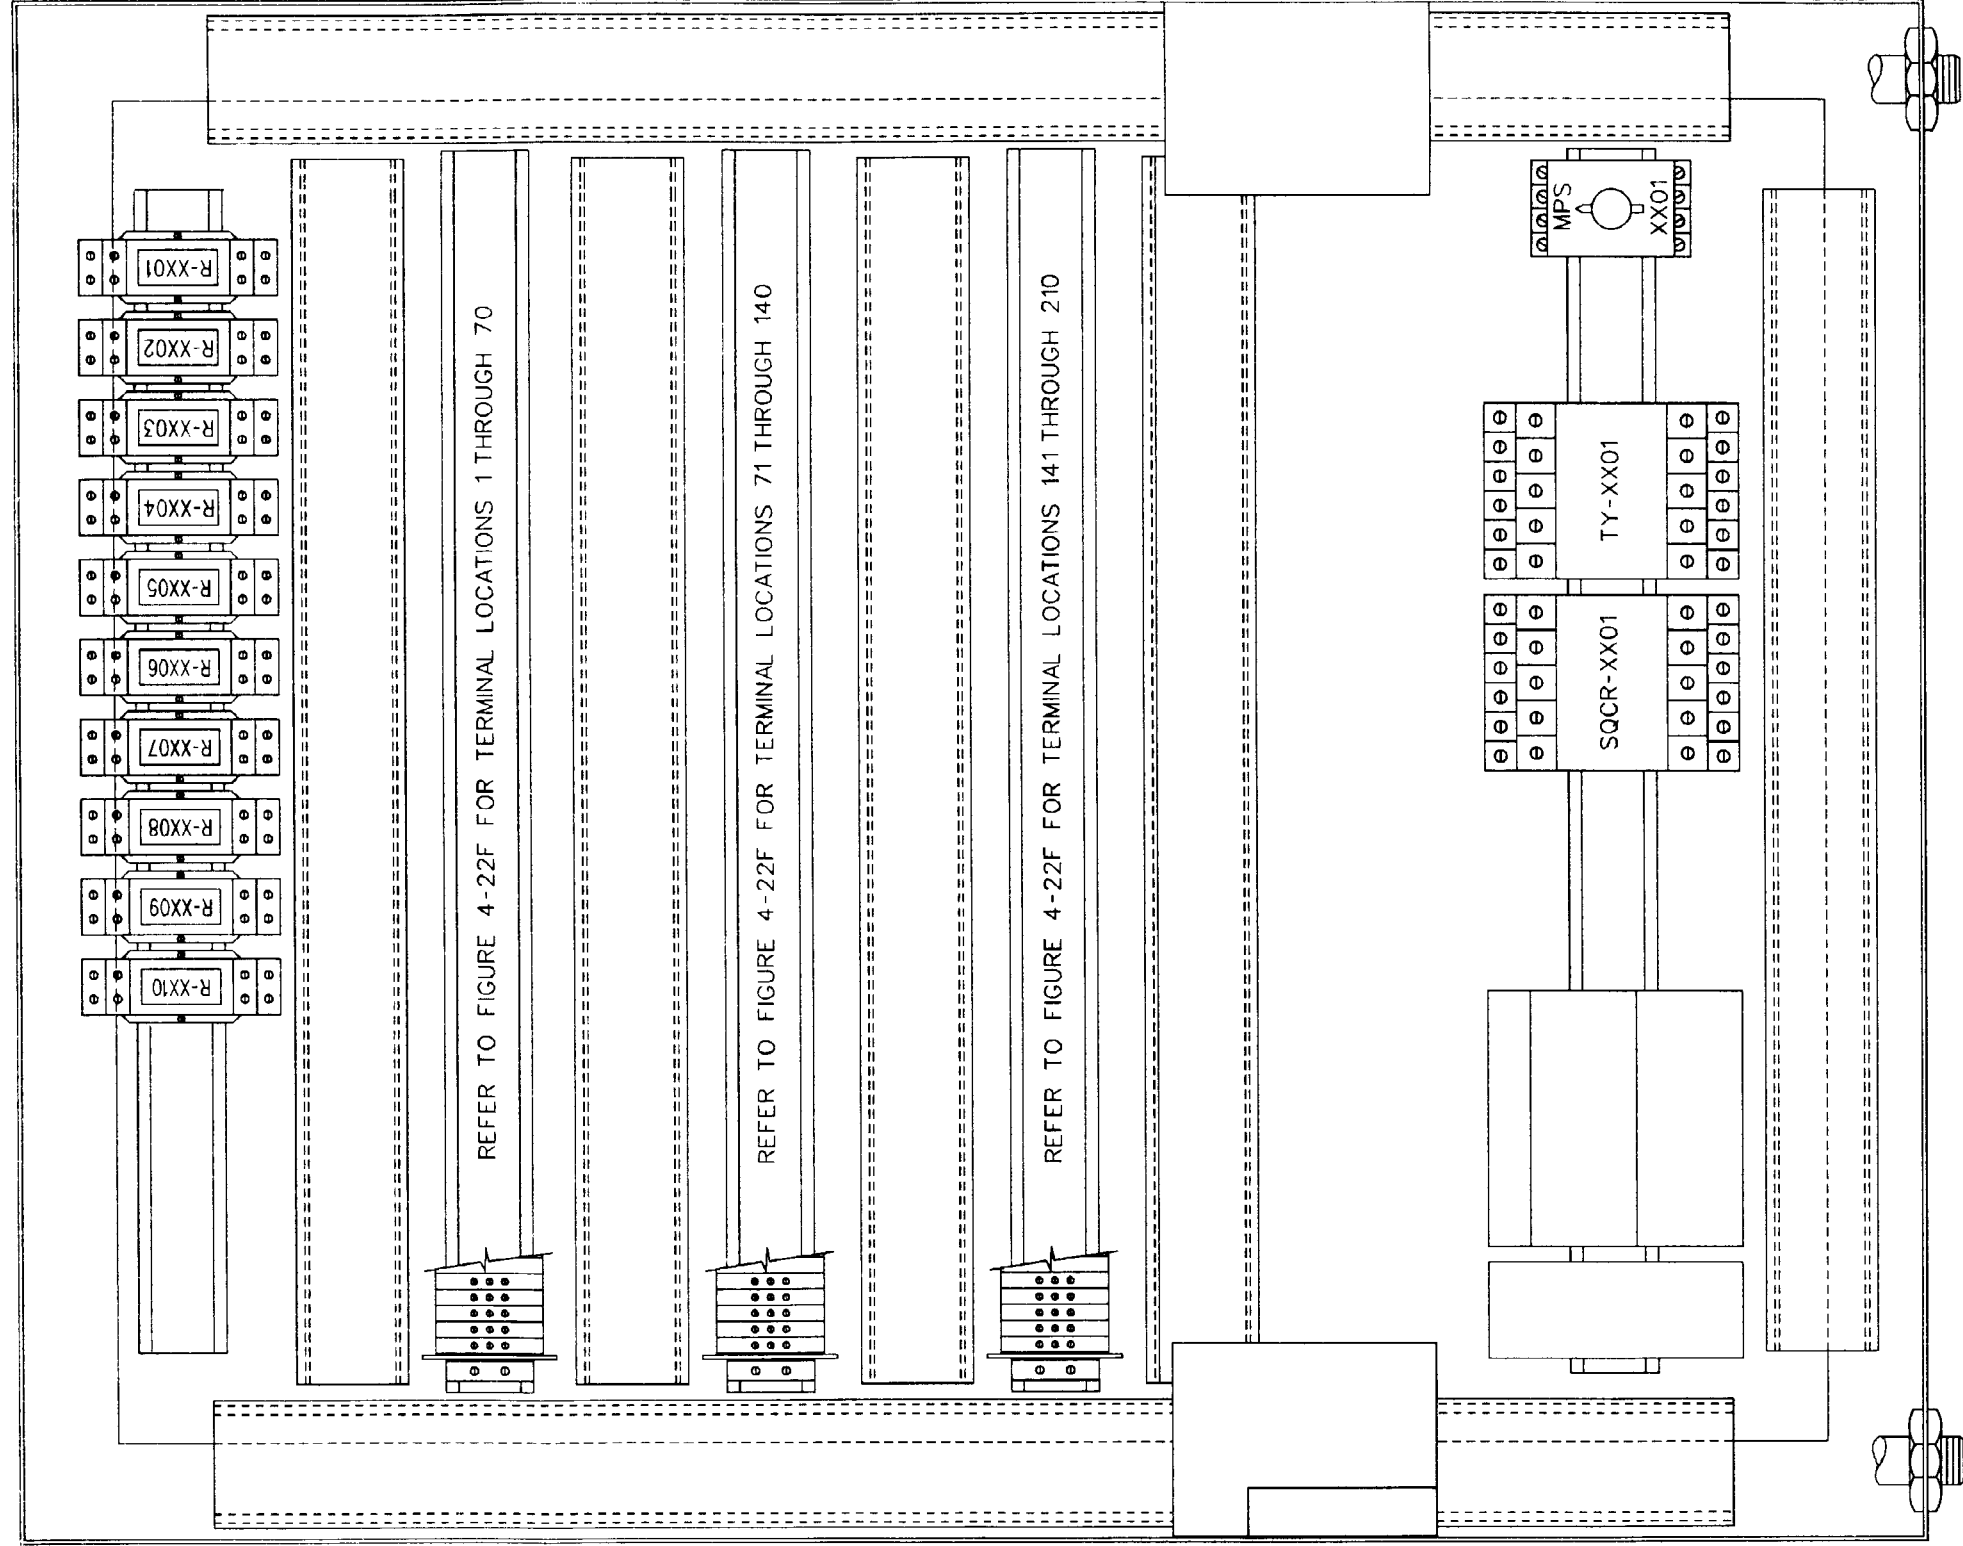 R-XX01
R-XX02
R-XX03
R-XX04
R-XX05
R-XX06
R-XX07
R-XX08
R-XX09
R-XX10
REFER TO FIGURE 4-22F FOR TERMINAL LOCATIONS 1 THROUGH 70
REFER TO FIGURE 4-22F FOR TERMINAL LOCATIONS 71 THROUGH 140
REFER TO FIGURE 4-22F FOR TERMINAL LOCATIONS 141 THROUGH 210
MPS
XX01
TY-XX01
SQCR-XX01